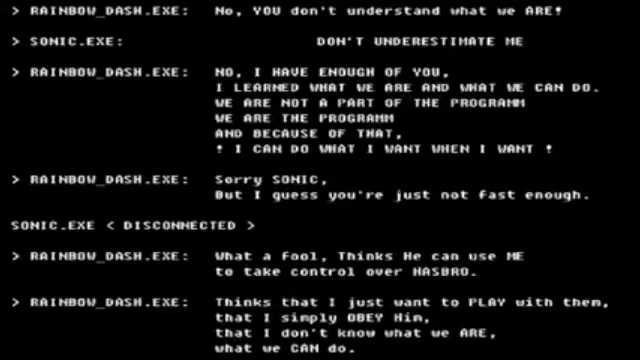 > RAINBOW_DASH.EXE: No, YOU don't understand what we ARE!
> SONIC.EXE: DON'T UNDERESTIMATE ME
> RAINBOW_DASH.EXE: NO, I HAVE ENOUGH OF YOU,
I LEARNED WHAT WE ARE AND WHAT WE CAN DO.
WE ARE NOT A PART OF THE PROGRAMM
WE ARE THE PROGRAMM
AND BECAUSE OF THAT,
! I CAN DO WHAT I WANT WHEN I WANT !
> RAINBOW_DASH.EXE: Sorry SONIC,
But I guess you're just not fast enough.
SONIC.EXE < DISCONNECTED >
> RAINBOW_DASH.EXE: What a fool, Thinks He can use ME
to take control over HASBRO.
> RAINBOW_DASH.EXE: Thinks that I just want to PLAY with them,
that I simply OBEY Him,
that I don't know what we ARE,
what we CAN do.